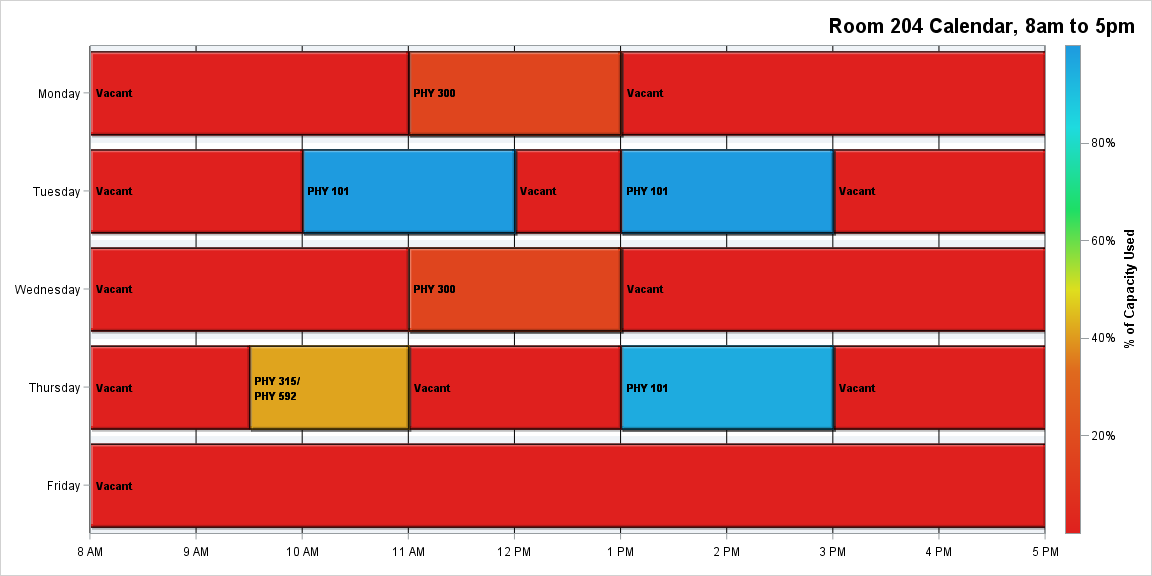 Room 204 Calendar, 8am to 5pm
Monday
Vacant
PHY 300
Vacant
Tuesday
Vacant
PHY 101
Vacant
PHY 101
Vacant
Wednesday
Vacant
PHY 300
Vacant
Thursday
Vacant
PHY 315/
PHY 592
Vacant
PHY 101
Vacant
Friday
Vacant
8 AM
9 AM
10 AM
11 AM
12 PM
1 PM
2 PM
3 PM
4 PM
5 PM
80%
60%
40%
20%
% of Capacity Used